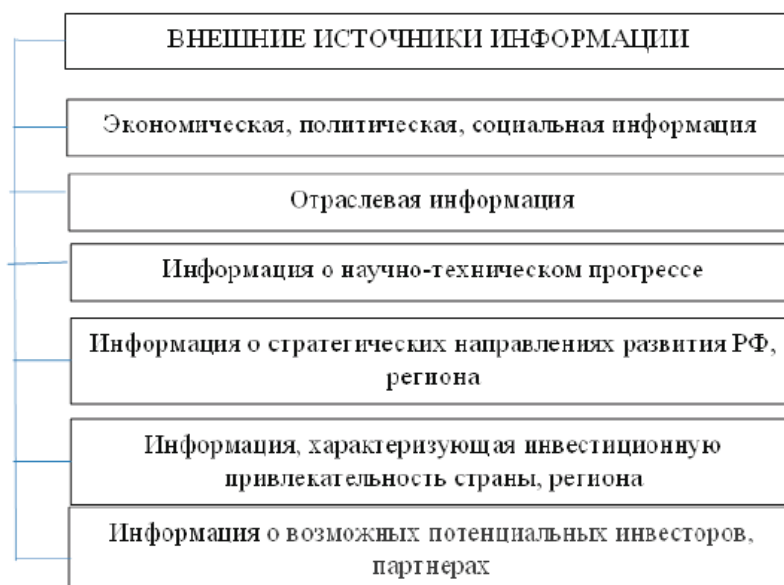 ВНЕШНИЕ ИСТОЧНИКИ ИНФОРМАЦИИ
Экономическая, политическая, социальная информация
Отраслевая информация
Информация о научно-техническом прогрессе
Информация о стратегических направлениях развития РФ,
региона
Информация, характеризующая инвестиционную
привлекательность страны, региона
Информация о возможных потенциальных инвесторов,
партнерах